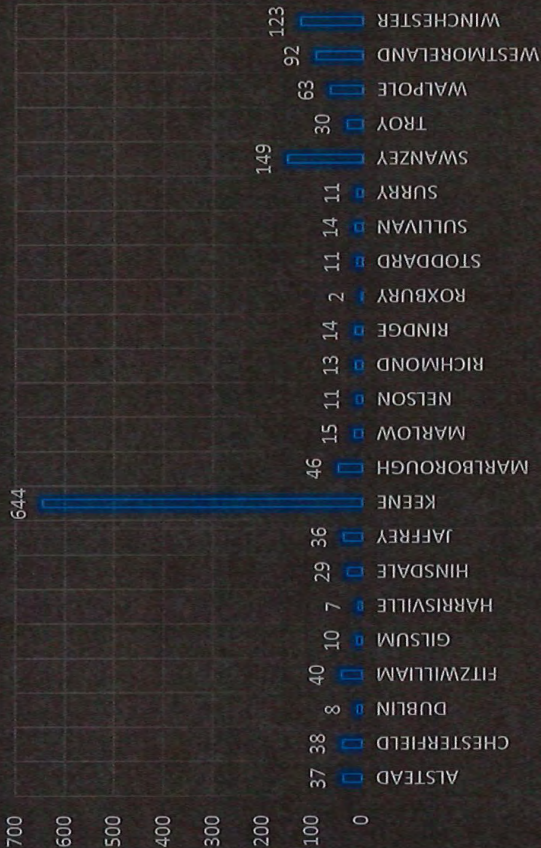 700
600
500
400
300
200
100
0
37
38
8
40
10
7
29
36
644
46
15
11
13
14
2
11
14
11
149
30
63
92
123
ALSTEAD
CHESTERFIELD
DUBLIN
FITZWILLIAM
GILSUM
HARRISVILLE
HINSDALE
JAFFREY
KEENE
MARLBOROUGH
MARLOW
NELSON
RICHMOND
RINDGE
ROXBURY
STODDARD
SULLIVAN
SURRY
SWANZEY
TROY
WALPOLE
WESTMORELAND
WINCHESTER